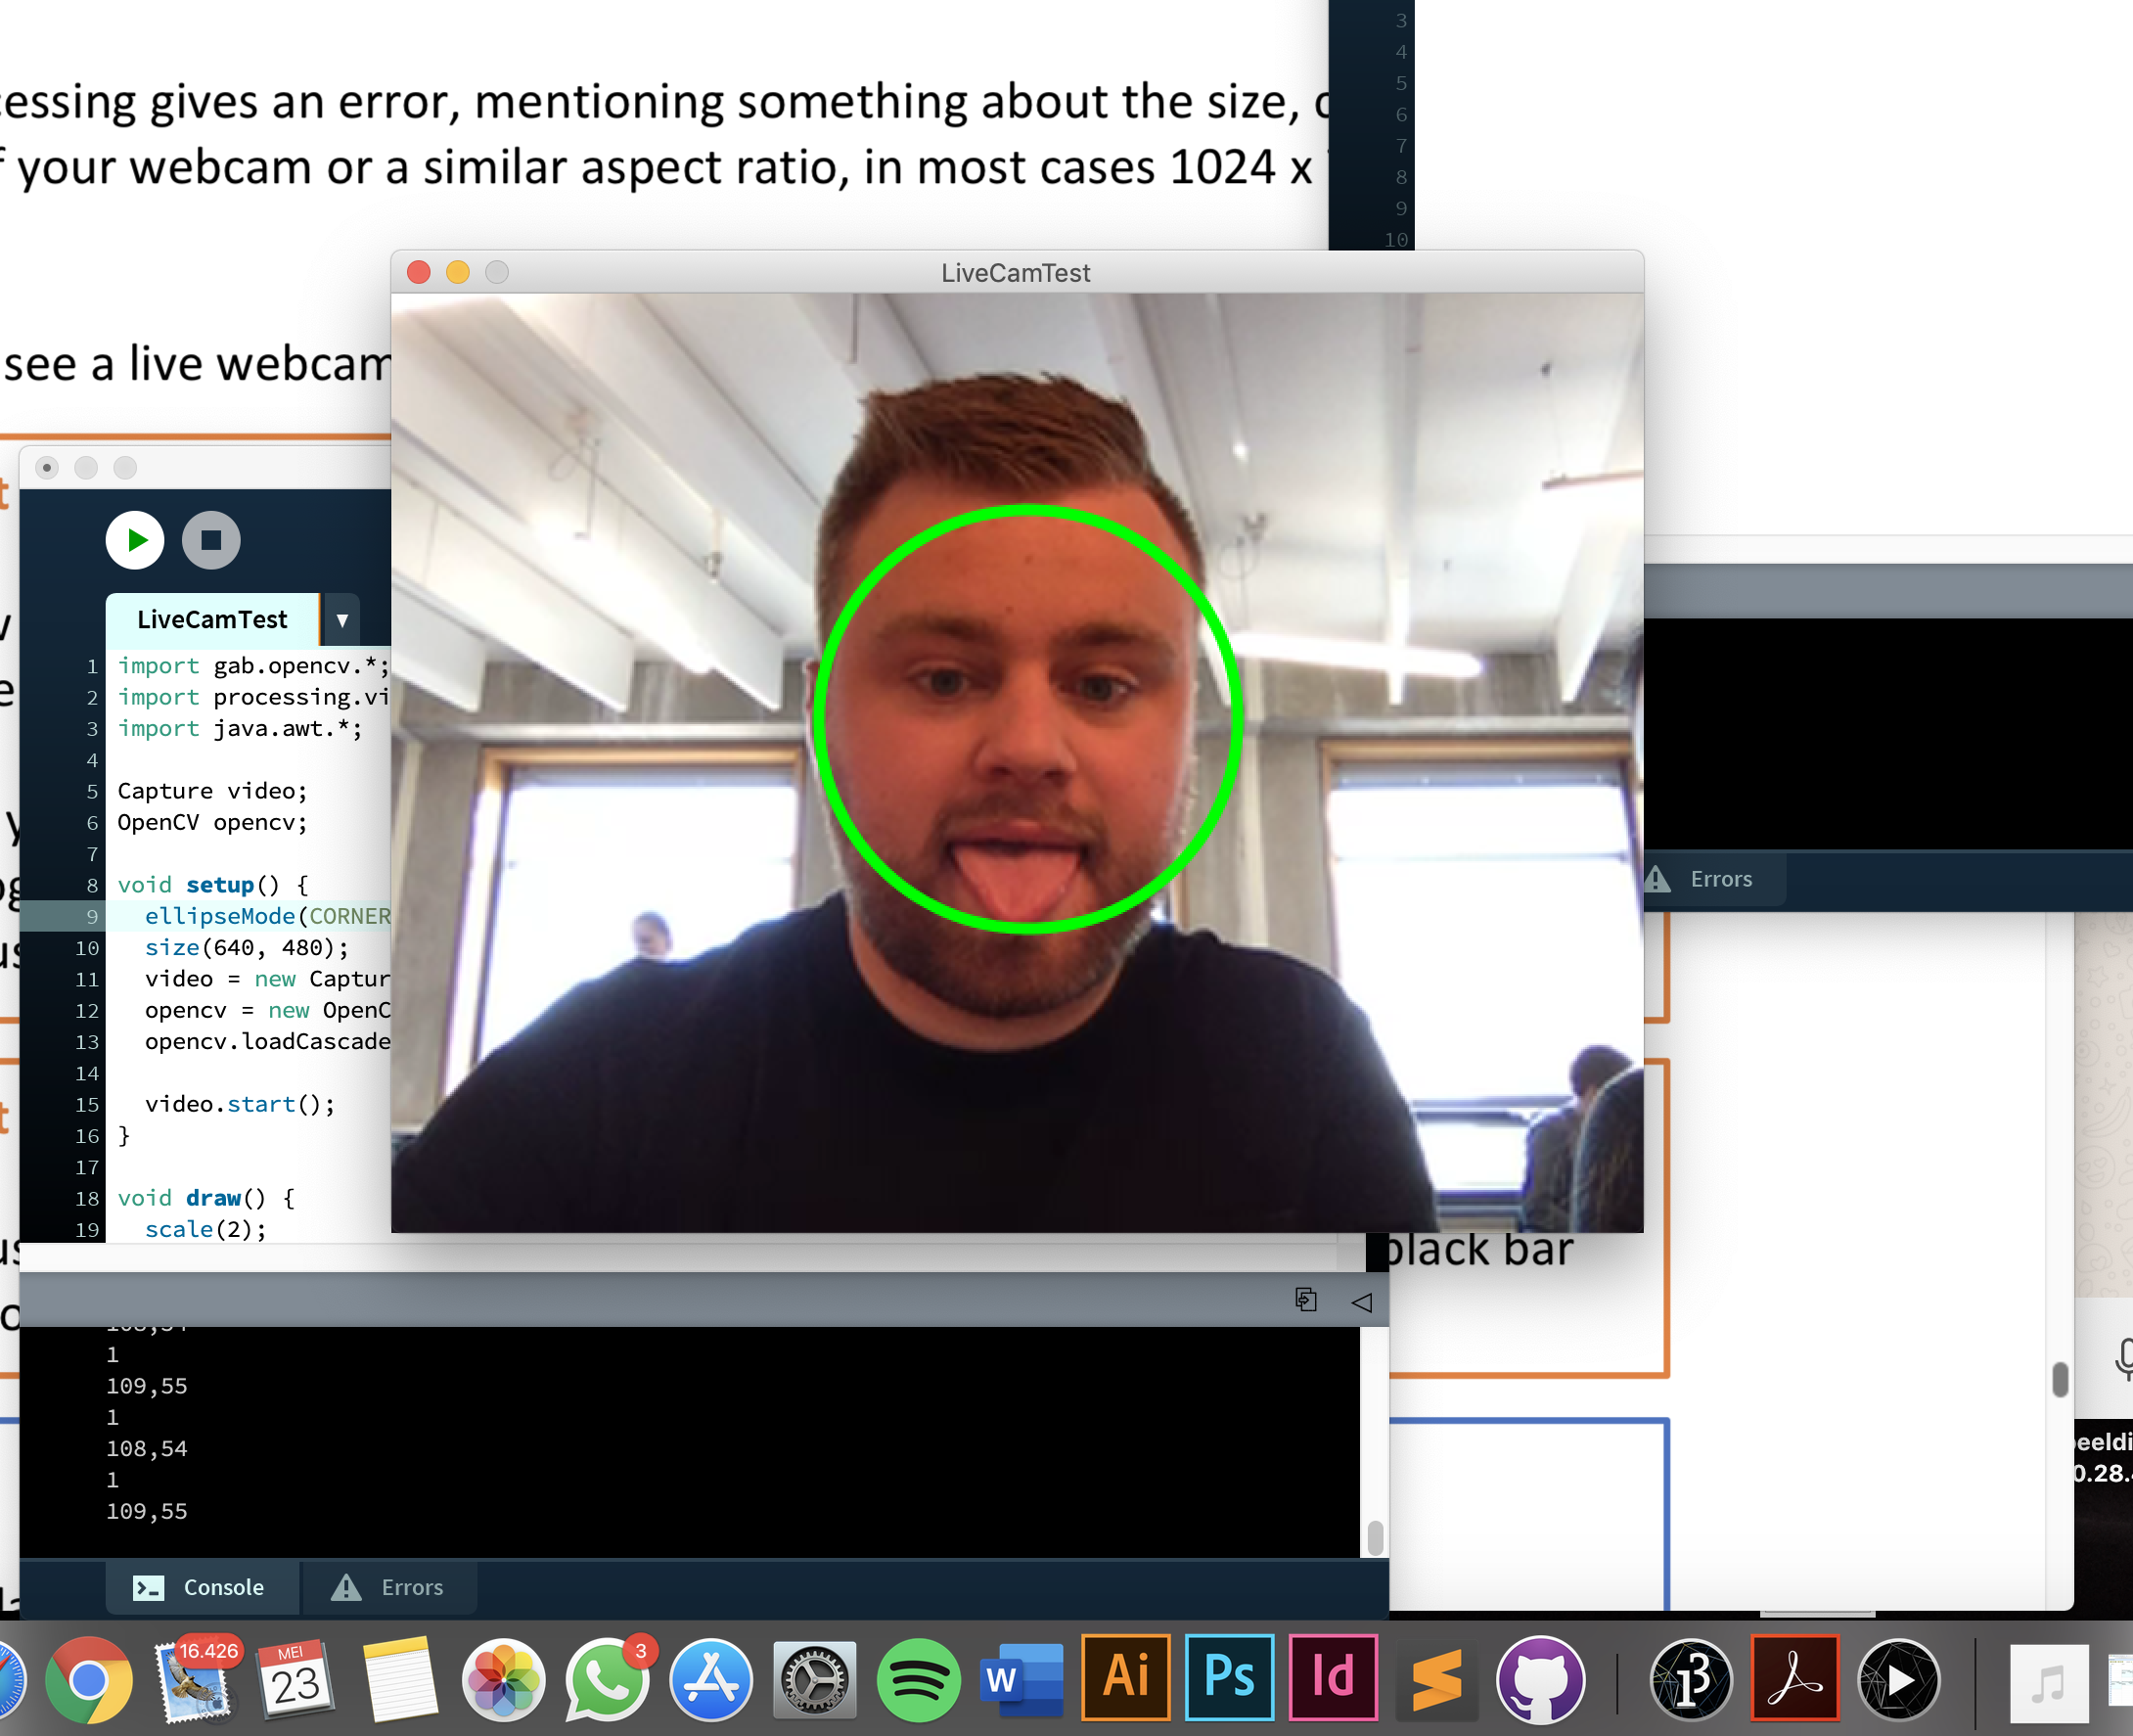 essing gives an error, mentioning something about the size,
your webcam or a similar aspect ratio, in most cases 1024 x
see a live webcam
3
4
5
6
7
8
9
10
LiveCamTest
LiveCamTest
1 import gab.opencv.*;
2 import processing.vi
3 import java.awt.*;
4
5 Capture video;
6 OpenCV opencv;
7
8 void setup() {
9 ellipseMode(CORNER
10 size(640, 480);
11 video = new Captur
12 opencv = new OpenC
13 opencv.loadCascade
14
15 video.start();
16 }
17
18 void draw() {
19 scale(2);
Errors
black bar
108,54
1
109,55
1
108,54
1
109,55
Console Errors
eeldi
0.28.
16.426
MEI
23
3
W
Ai
Ps
Id